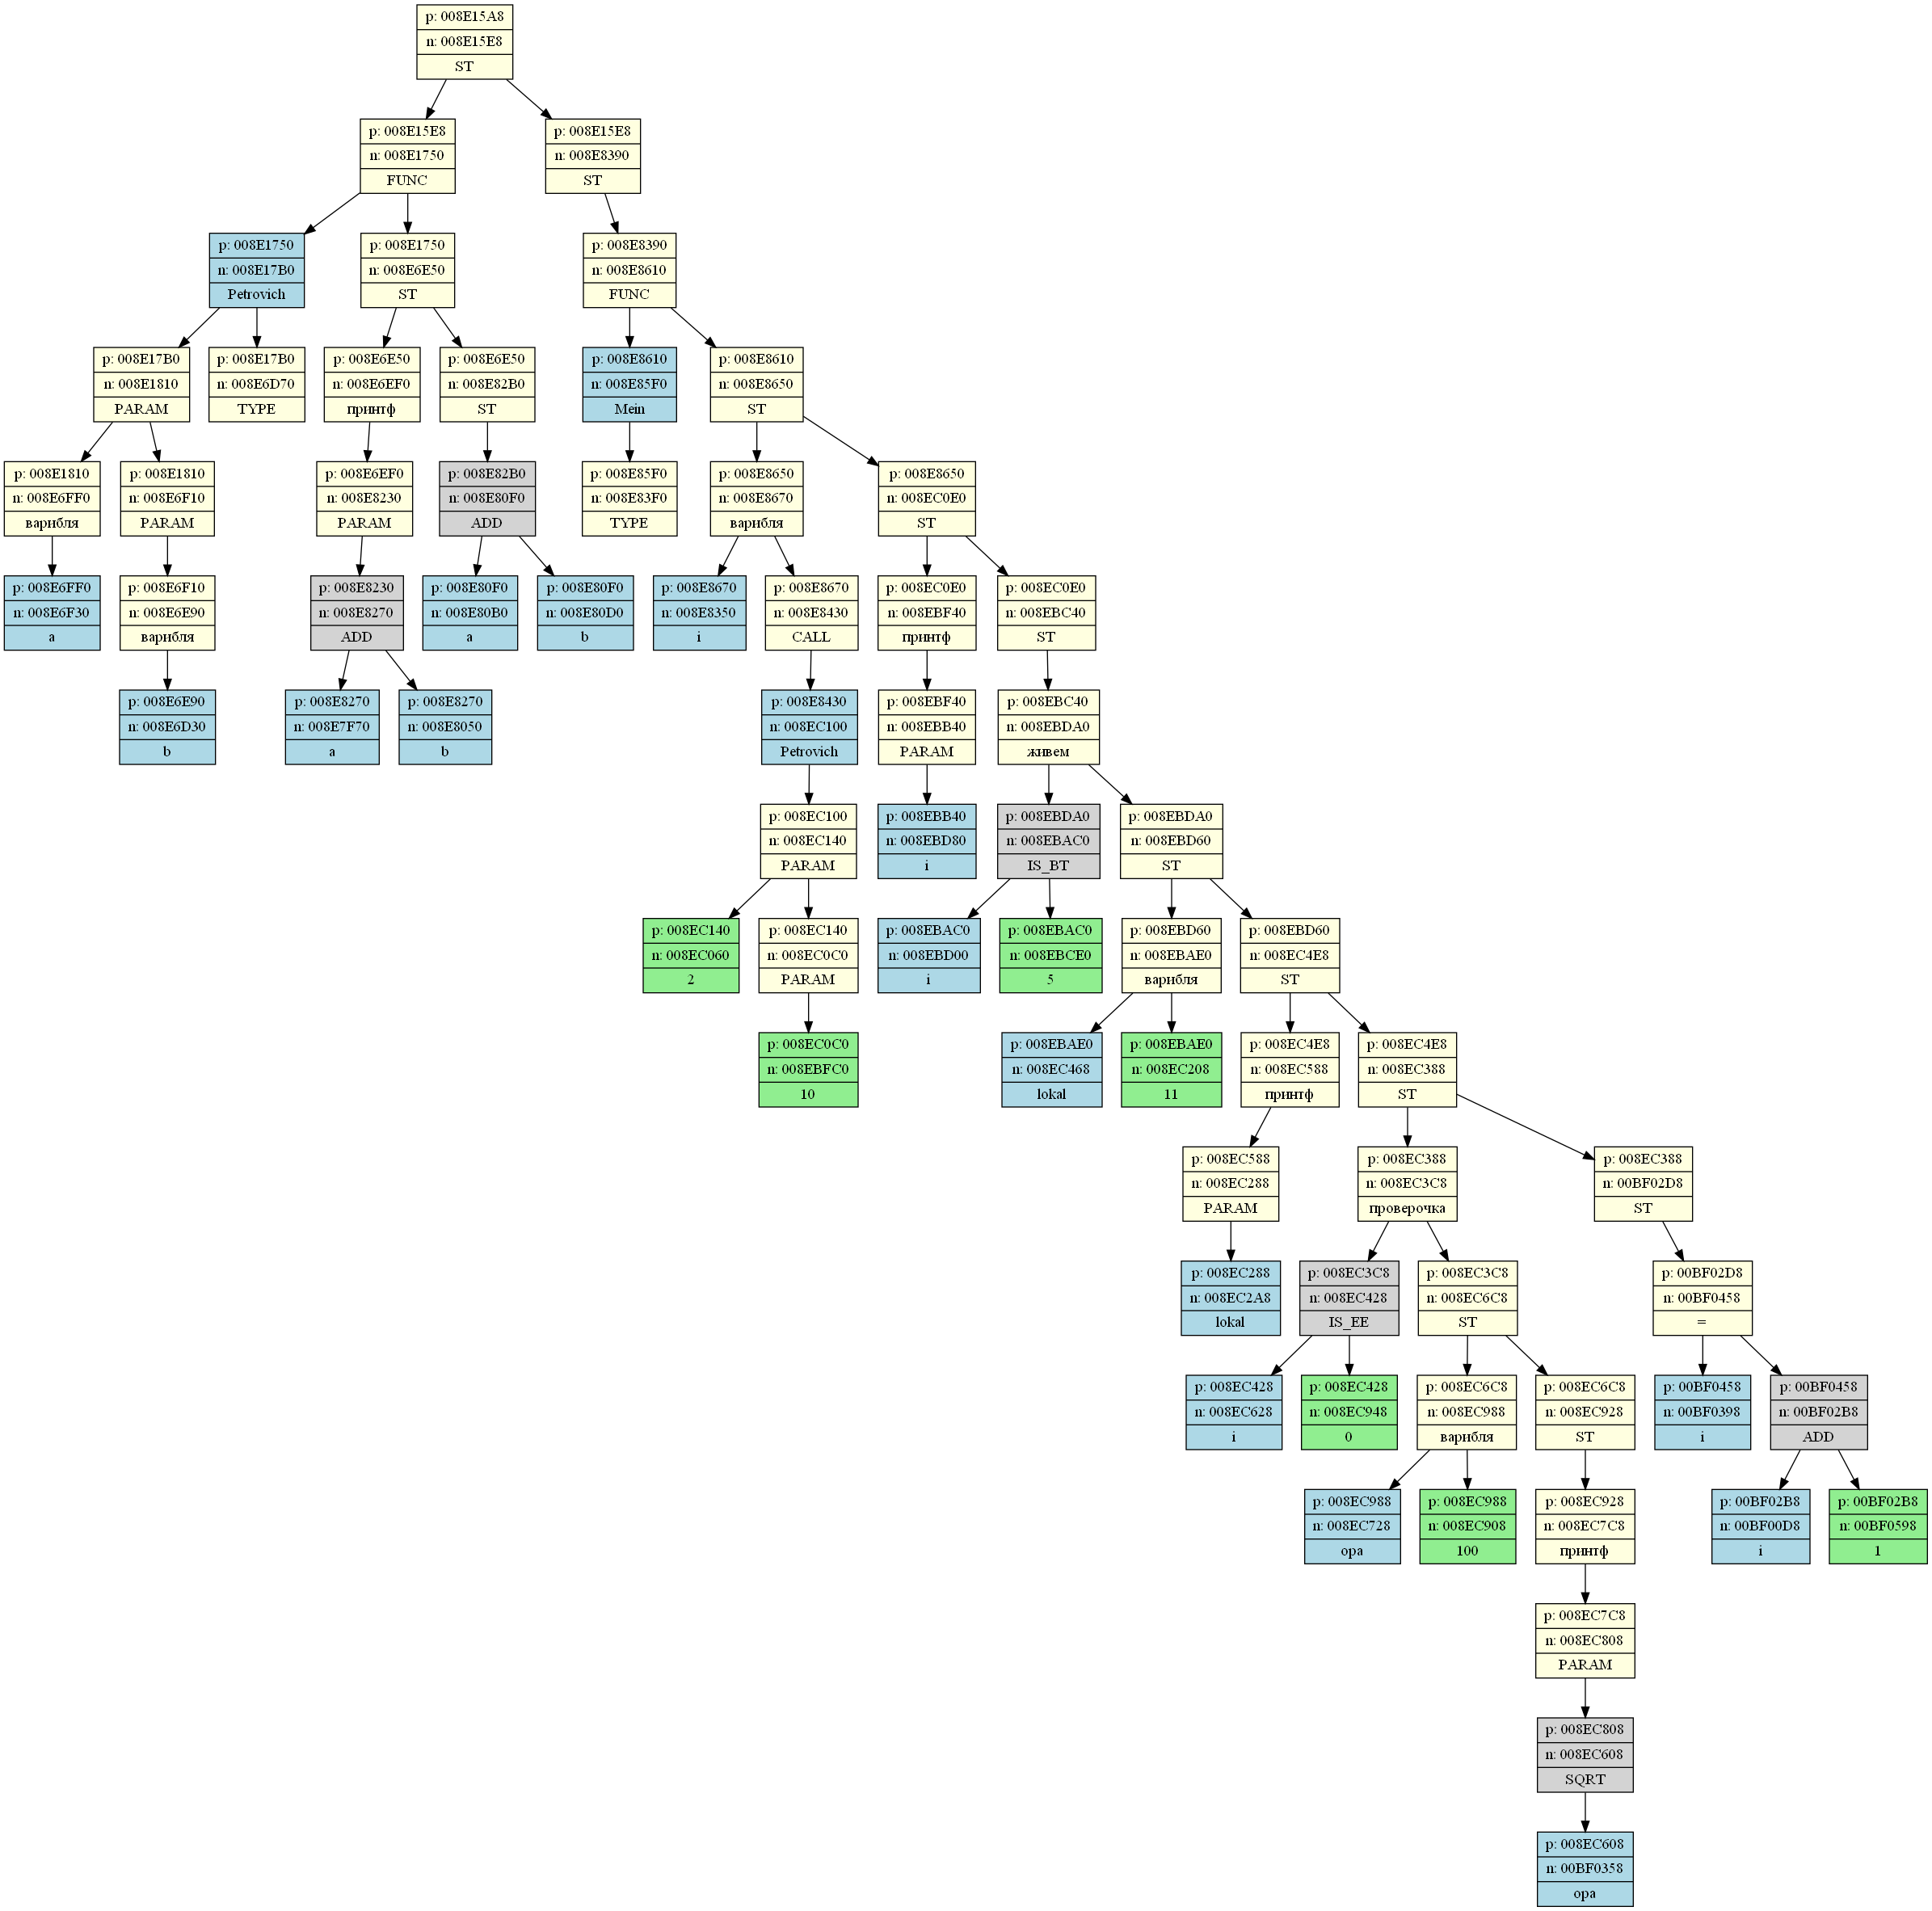 p: 008E15A8
n: 008E15E8
ST
p: 008E15E8
n: 008E1750
FUNC
p: 008E15E8
n: 008E8390
ST
p: 008E1750
n: 008E17B0
Petrovich
p: 008E1750
n: 008E6E50
ST
p: 008E8390
n: 008E8610
FUNC
p: 008E17B0
n: 008E1810
PARAM
p: 008E17B0
n: 008E6D70
TYPE
p: 008E6E50
n: 008E6EF0
принтф
p: 008E6E50
n: 008E82B0
ST
p: 008E8610
n: 008E85F0
Mein
p: 008E8610
n: 008E8650
ST
p: 008E1810
n: 008E6FF0
варибля
p: 008E1810
n: 008E6F10
PARAM
p: 008E6EF0
n: 008E8230
PARAM
p: 008E82B0
n: 008E80F0
ADD
p: 008E85F0
n: 008E83F0
TYPE
p: 008E8650
n: 008E8670
варибля
p: 008E8650
n: 008EC0E0
ST
p: 008E6FF0
n: 008E6F30
a
p: 008E6F10
n: 008E6E90
варибля
p: 008E8230
n: 008E8270
ADD
p: 008E80F0
n: 008E80B0
a
p: 008E80F0
n: 008E80D0
b
p: 008E8670
n: 008E8350
i
p: 008E8670
n: 008E8430
CALL
p: 008EC0E0
n: 008EBF40
принтф
p: 008EC0E0
n: 008EBC40
ST
p: 008E6E90
n: 008E6D30
b
p: 008E8270
n: 008E7F70
a
p: 008E8270
n: 008E8050
b
p: 008E8430
n: 008EC100
Petrovich
p: 008EBF40
n: 008EBB40
PARAM
p: 008EBC40
n: 008EBDA0
живем
p: 008EC100
n: 008EC140
PARAM
p: 008EBB40
n: 008EBD80
i
p: 008EBDA0
n: 008EBAC0
IS_BT
p: 008EBDA0
n: 008EBD60
ST
p: 008EC140
n: 008EC060
2
p: 008EC140
n: 008EC0C0
PARAM
p: 008EBAC0
n: 008EBD00
i
p: 008EBAC0
n: 008EBCE0
5
p: 008EBD60
n: 008EBAE0
варибля
p: 008EBD60
n: 008EC4E8
ST
p: 008EC0C0
n: 008EBFC0
10
p: 008EBAE0
n: 008EC468
lokal
p: 008EBAE0
n: 008EC208
11
p: 008EC4E8
n: 008EC588
принтф
p: 008EC4E8
n: 008EC388
ST
p: 008EC588
n: 008EC288
PARAM
p: 008EC388
n: 008EC3C8
проверочка
p: 008EC388
n: 00BF02D8
ST
p: 008EC288
n: 008EC2A8
lokal
p: 008EC3C8
n: 008EC428
IS_EE
p: 008EC3C8
n: 008EC6C8
ST
p: 00BF02D8
n: 00BF0458
=
p: 008EC428
n: 008EC628
i
p: 008EC428
n: 008EC948
0
p: 008EC6C8
n: 008EC988
варибля
p: 008EC6C8
n: 008EC928
ST
p: 00BF0458
n: 00BF0398
i
p: 00BF0458
n: 00BF02B8
ADD
p: 008EC988
n: 008EC728
opa
p: 008EC988
n: 008EC908
100
p: 008EC928
n: 008EC7C8
принтф
p: 00BF02B8
n: 00BF00D8
i
p: 00BF02B8
n: 00BF0598
1
p: 008EC7C8
n: 008EC808
PARAM
p: 008EC808
n: 008EC608
SQRT
p: 008EC608
n: 00BF0358
opa